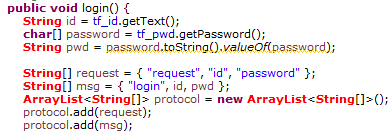 public void login() {
String id = tf_id.getText();
char[] password = tf_pwd.getPassword();
String pwd = password.toString().valueOf(password);
String[] request = { "request", "id", "password" };
String[] msg = { "login", id, pwd };
ArrayList<String[]> protocol = new ArrayList<String[]>();
protocol.add(request);
protocol.add(msg);